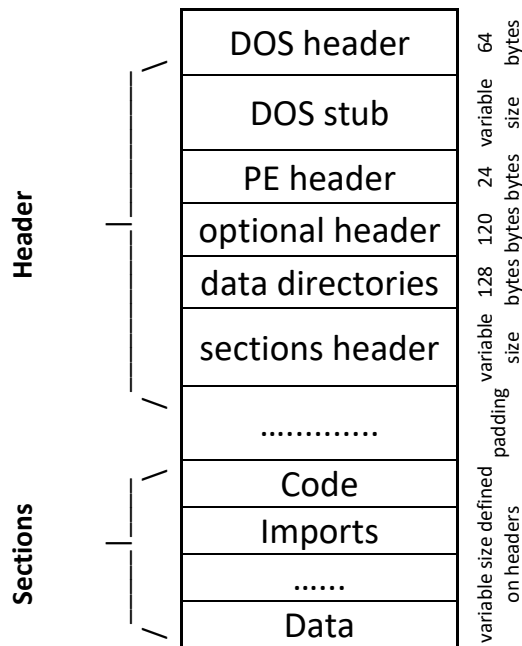 Header
DOS header
64 bytes
DOS stub
variable size
PE header
24 bytes
optional header
120 bytes
data directories
128 bytes
sections header
variable size
.............
padding
Sections
Code
Imports
......
Data
variable size defined
on headers